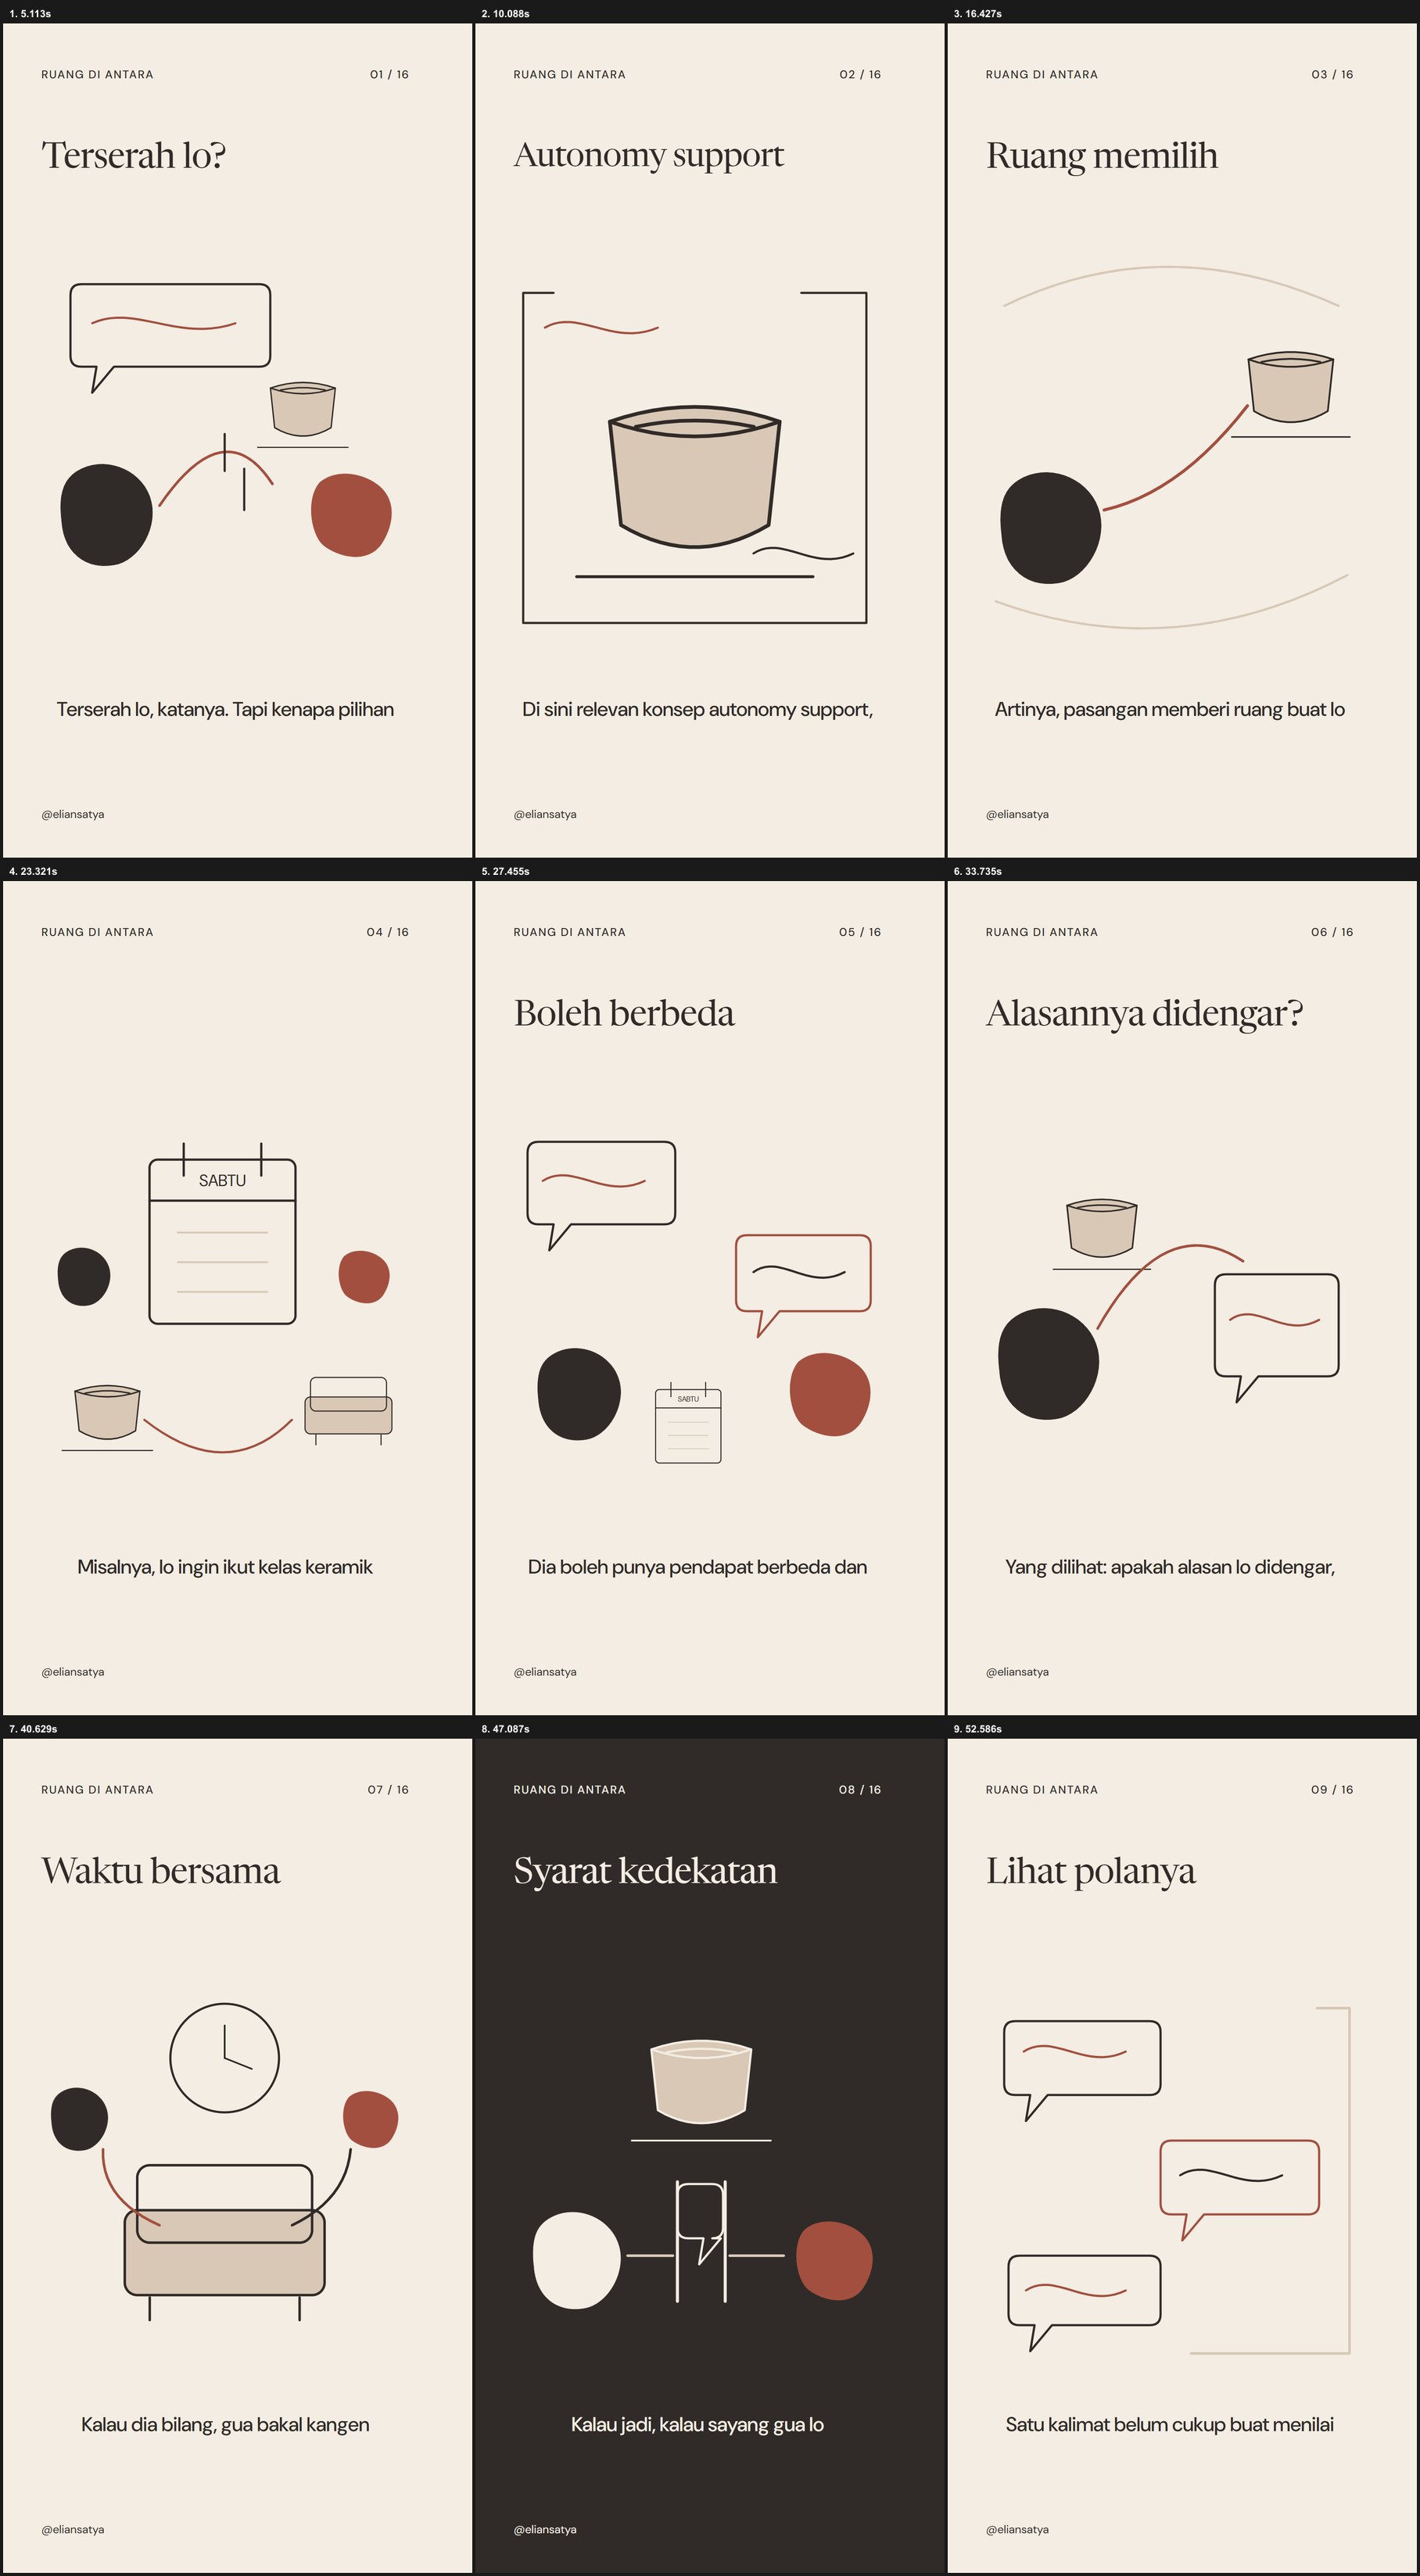 1. 5.113s
RUANG DI ANTARA 01 / 16
Terserah lo?
Terserah lo, katanya. Tapi kenapa pilihan
@eliansatya
2. 10.088s
RUANG DI ANTARA 02 / 16
Autonomy support
Di sini relevan konsep autonomy support,
@eliansatya
3. 16.427s
RUANG DI ANTARA 03 / 16
Ruang memilih
Artinya, pasangan memberi ruang buat lo
@eliansatya
4. 23.321s
RUANG DI ANTARA 04 / 16
SABTU
Misalnya, lo ingin ikut kelas keramik
@eliansatya
5. 27.455s
RUANG DI ANTARA 05 / 16
Boleh berbeda
SABTU
Dia boleh punya pendapat berbeda dan
@eliansatya
6. 33.735s
RUANG DI ANTARA 06 / 16
Alasannya didengar?
Yang dilihat: apakah alasan lo didengar,
@eliansatya
7. 40.629s
RUANG DI ANTARA 07 / 16
Waktu bersama
Kalau dia bilang, gua bakal kangen
@eliansatya
8. 47.087s
RUANG DI ANTARA 08 / 16
Syarat kedekatan
Kalau jadi, kalau sayang gua lo
@eliansatya
9. 52.586s
RUANG DI ANTARA 09 / 16
Lihat polanya
Satu kalimat belum cukup buat menilai
@eliansatya